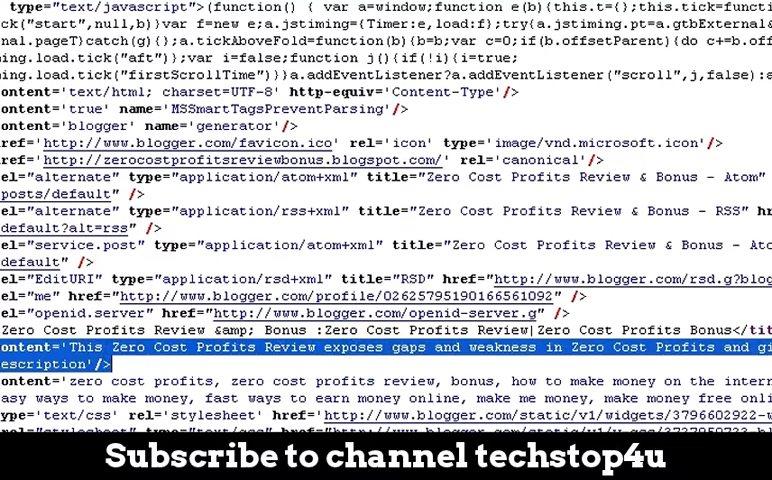 type="text/javascript">(function() { var a=window;function e(b){this.t={};this.tick=function
ck("start",null,b)}var f=new e;a.jstiming={Timer:e,load:f};try{a.jstiming.pt=a.gtbExternal&
nal.pageT}catch(g){};a.tickAboveFold=function(b){b=b;var c=0;if(b.offsetParent){do c+=b.off
ing.load.tick("aft")};var i=false;function j(){if(!i){i=true;
ming.load.tick("firstScrollTime")}}a.addEventListener?a.addEventListener("scroll",j,false):a
ontent='text/html; charset=UTF-8' http-equiv='Content-Type'/>
ontent='true' name='MSSmartTagsPreventParsing'/>
ontent='blogger' name='generator'/>
ref='http://www.blogger.com/favicon.ico' rel='icon' type='image/vnd.microsoft.icon'/>
ref='http://zerocostprofitsreviewbonus.blogspot.com/' rel='canonical'/>
el="alternate" type="application/atom+xml" title="Zero Cost Profits Review & Bonus - Atom"
posts/default" />
el="alternate" type="application/rss+xml" title="Zero Cost Profits Review & Bonus - RSS" hr
default?alt=rss" />
el="service.post" type="application/atom+xml" title="Zero Cost Profits Review & Bonus - Ato
default" />
el="EditURI" type="application/rsd+xml" title="RSD" href="http://www.blogger.com/rsd.g?blog
el="me" href="http://www.blogger.com/profile/02625795190166561092" />
el="openid.server" href="http://www.blogger.com/openid-server.g" />
Zero Cost Profits Review &amp; Bonus :Zero Cost Profits Review| Zero Cost Profits Bonus</tit
ontent='This Zero Cost Profits Review exposes gaps and weakness in Zero Cost Profits and gi
escription'/>
ontent='zero cost profits, zero cost profits review, bonus, how to make money on the intern
asy ways to make money, fast ways to earn money online, make me money, make money free onli
ype='text/css' rel='stylesheet' href='http://www.blogger.com/static/v1/widgets/3796602922-w
Subscribe to channel techstop4u